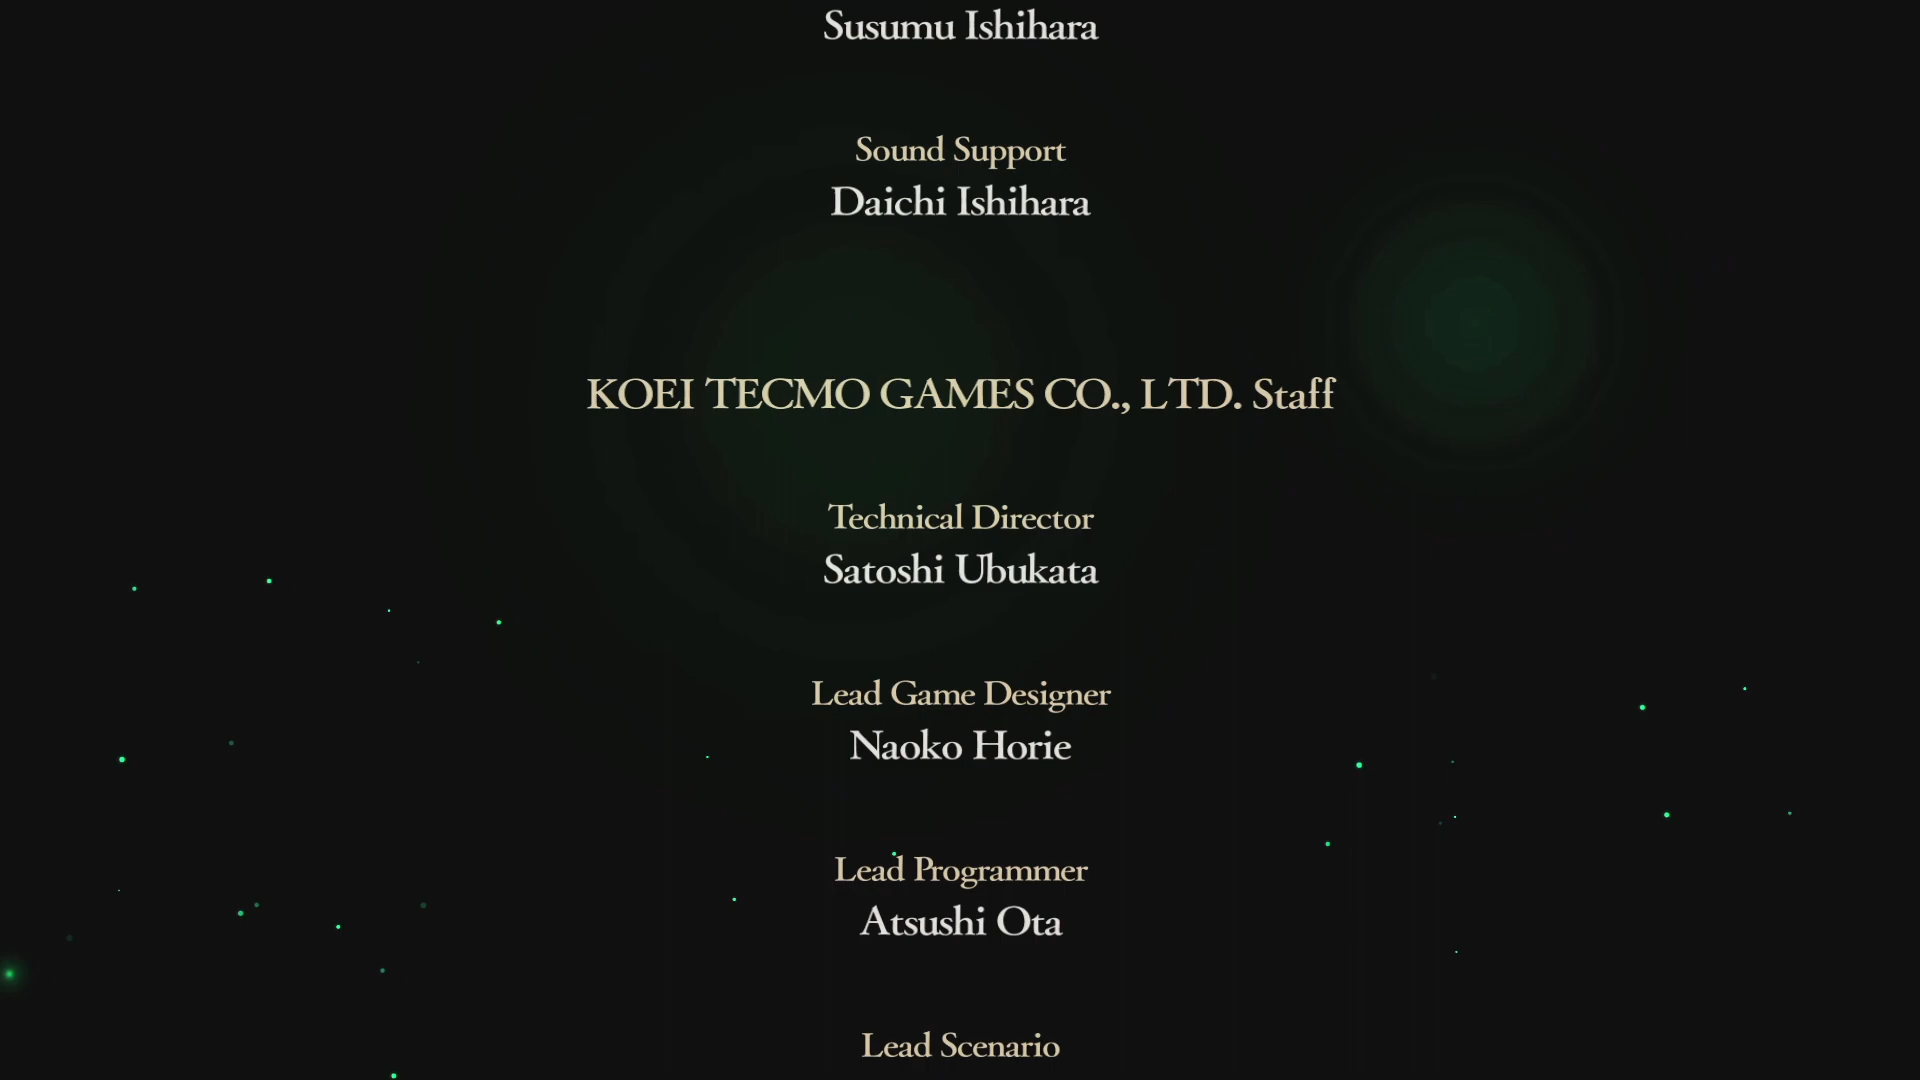 Susumu Ishihara
Sound Support
Daichi Ishihara
KOEI TECMO GAMES CO., LTD. Staff
Technical Director
Satoshi Ubukata
Lead Game Designer
Naoko Horie
Lead Programmer
Atsushi Ota
Lead Scenario